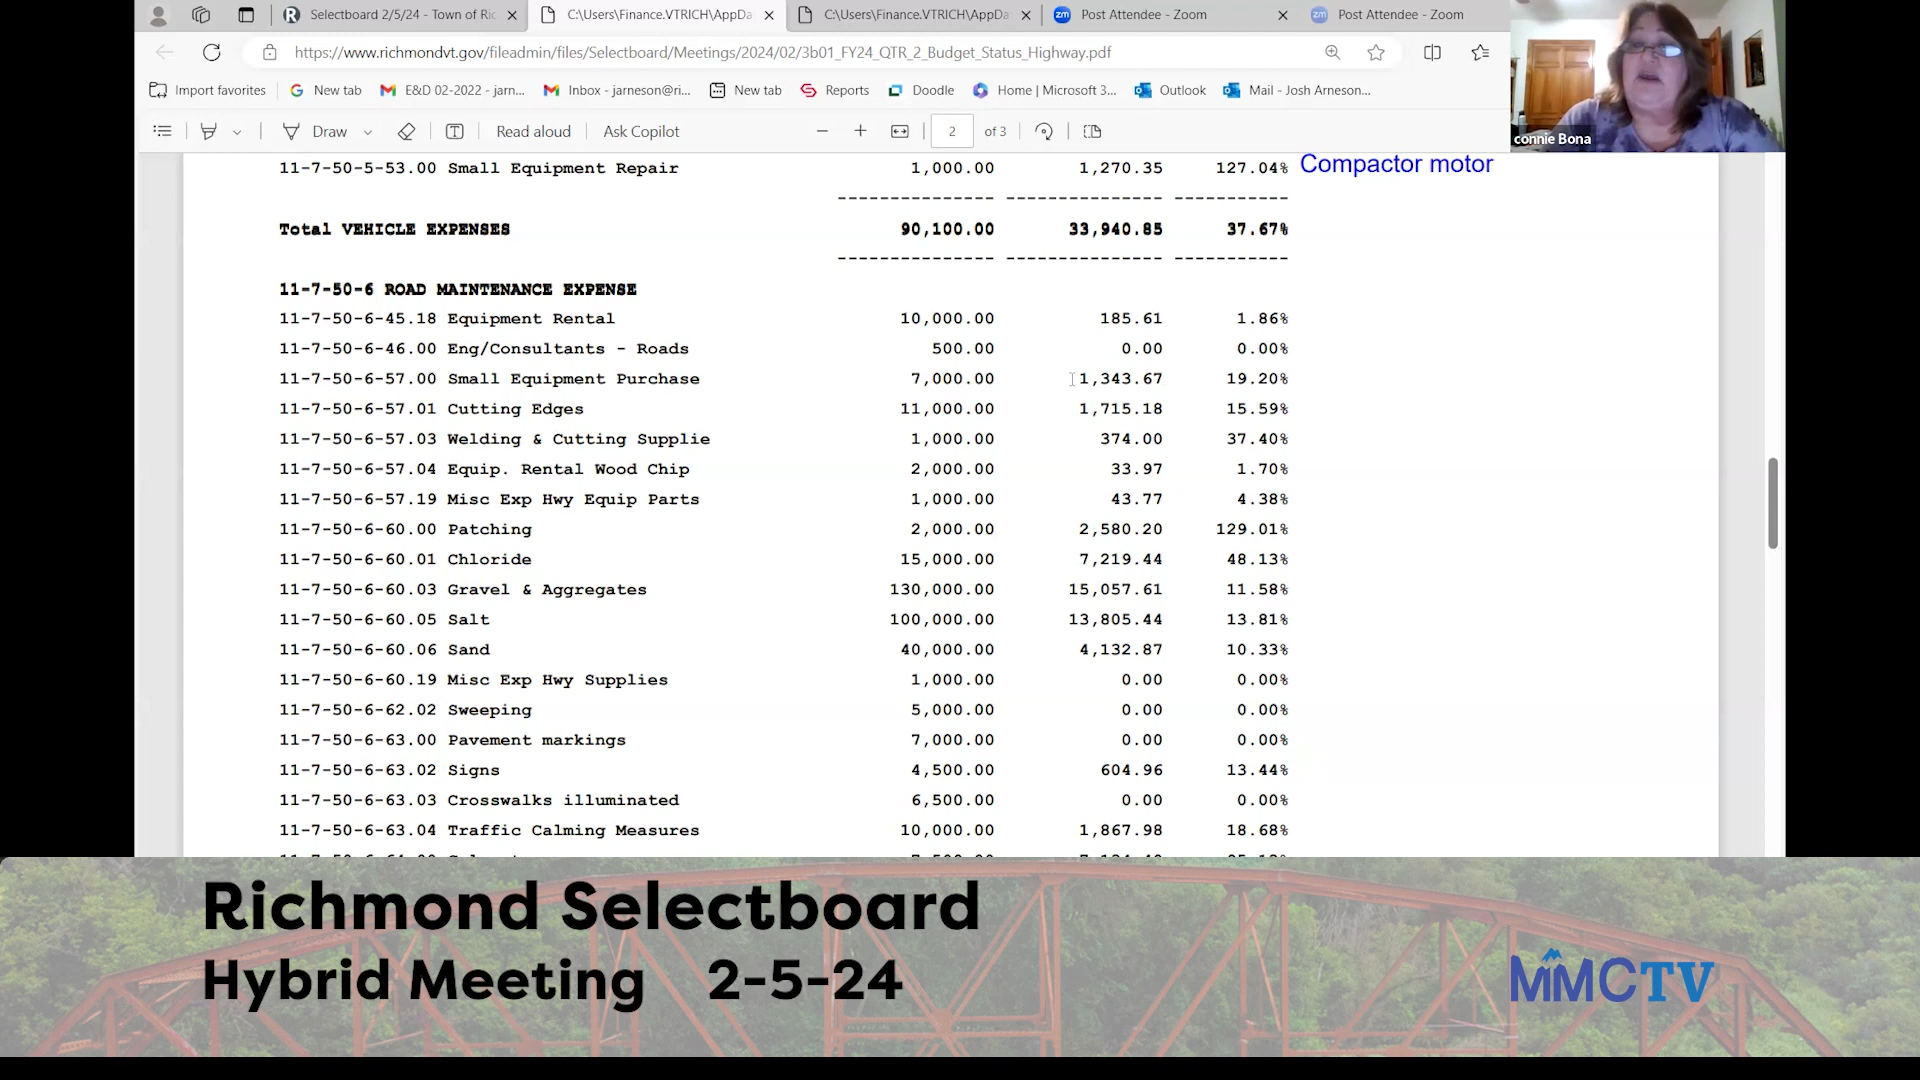 Selectboard 2/5/24 - Town of Ric
C:\Users\Finance.VTRICH\AppDa
C:\Users\Finance.VTRICH\AppDa
Post Attendee - Zoom
Post Attendee - Zoom
https://www.richmondvt.gov/fileadmin/files/Selectboard/Meetings/2024/02/3b01_FY24_QTR_2_Budget_Status_Highway.pdf
Import favorites New tab E&D 02-2022 - jarn... Inbox - jarneson@ri... New tab Reports Doodle Home | Microsoft 3... Outlook Mail - Josh Arneson...
Draw Read aloud Ask Copilot 2 of 3
connie Bona
11-7-50-5-53.00 Small Equipment Repair 1,000.00 1,270.35 127.04% Compactor motor
Total VEHICLE EXPENSES 90,100.00 33,940.85 37.67%
11-7-50-6 ROAD MAINTENANCE EXPENSE
11-7-50-6-45.18 Equipment Rental 10,000.00 185.61 1.86%
11-7-50-6-46.00 Eng/Consultants - Roads 500.00 0.00 0.00%
11-7-50-6-57.00 Small Equipment Purchase 7,000.00 1,343.67 19.20%
11-7-50-6-57.01 Cutting Edges 11,000.00 1,715.18 15.59%
11-7-50-6-57.03 Welding & Cutting Supplie 1,000.00 374.00 37.40%
11-7-50-6-57.04 Equip. Rental Wood Chip 2,000.00 33.97 1.70%
11-7-50-6-57.19 Misc Exp Hwy Equip Parts 1,000.00 43.77 4.38%
11-7-50-6-60.00 Patching 2,000.00 2,580.20 129.01%
11-7-50-6-60.01 Chloride 15,000.00 7,219.44 48.13%
11-7-50-6-60.03 Gravel & Aggregates 130,000.00 15,057.61 11.58%
11-7-50-6-60.05 Salt 100,000.00 13,805.44 13.81%
11-7-50-6-60.06 Sand 40,000.00 4,132.87 10.33%
11-7-50-6-60.19 Misc Exp Hwy Supplies 1,000.00 0.00 0.00%
11-7-50-6-62.02 Sweeping 5,000.00 0.00 0.00%
11-7-50-6-63.00 Pavement markings 7,000.00 0.00 0.00%
11-7-50-6-63.02 Signs 4,500.00 604.96 13.44%
11-7-50-6-63.03 Crosswalks illuminated 6,500.00 0.00 0.00%
11-7-50-6-63.04 Traffic Calming Measures 10,000.00 1,867.98 18.68%
Richmond Selectboard
Hybrid Meeting 2-5-24
MMCTV